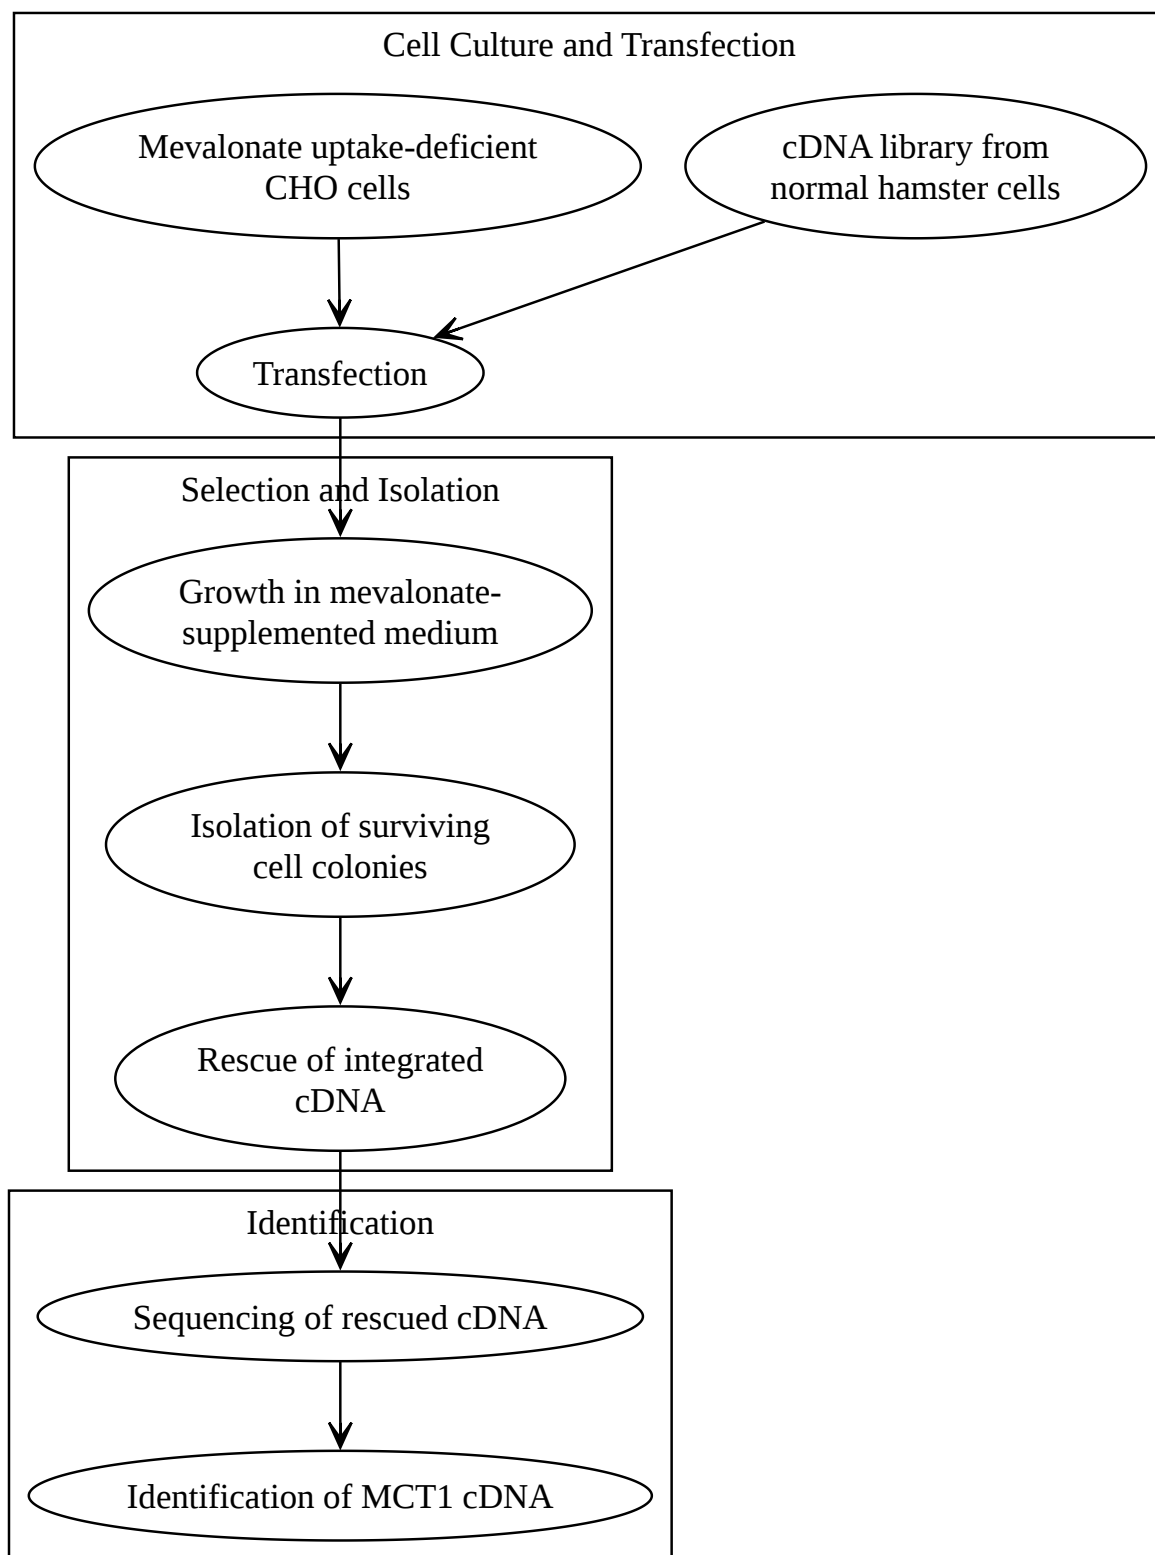 Cell Culture and Transfection
Mevalonate uptake-deficient
CHO cells
cDNA library from
normal hamster cells
Transfection
Selection and Isolation
Growth in mevalonate-
supplemented medium
Isolation of surviving
cell colonies
Rescue of integrated
cDNA
Identification
Sequencing of rescued cDNA
Identification of MCT1 cDNA